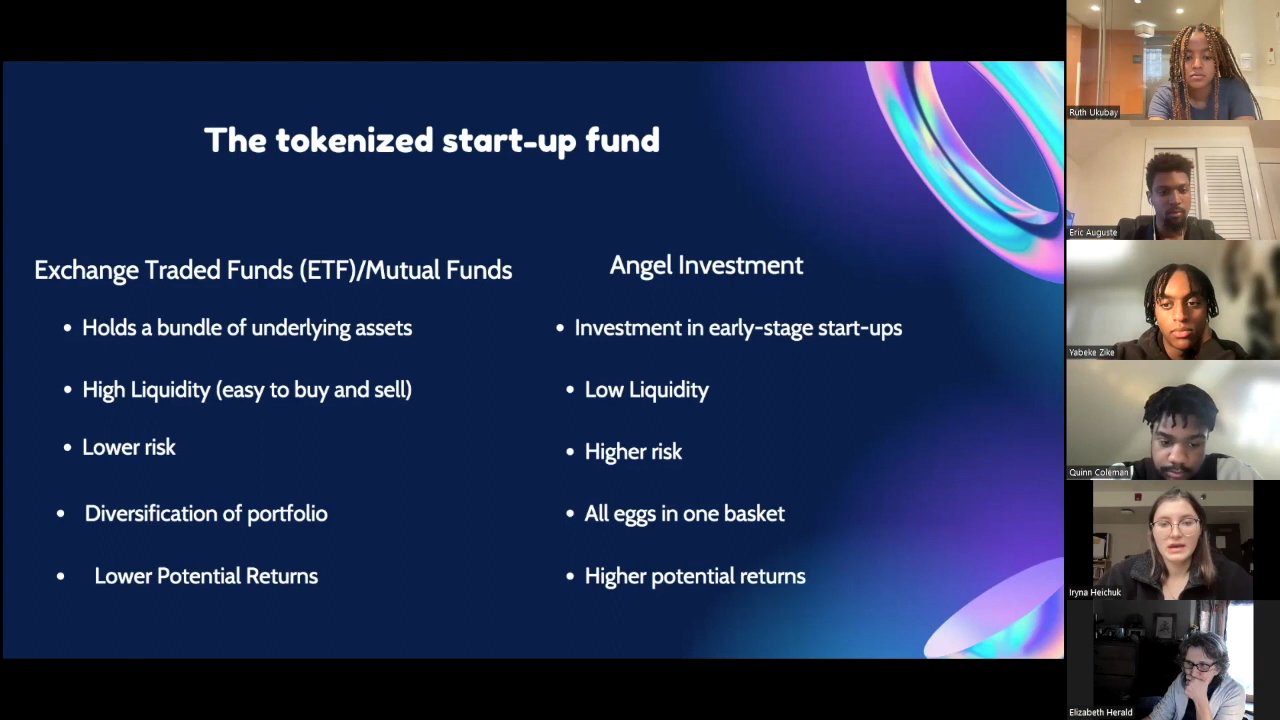 The tokenized start-up fund
Exchange Traded Funds (ETF)/Mutual Funds
• Holds a bundle of underlying assets
• High Liquidity (easy to buy and sell)
• Lower risk
• Diversification of portfolio
• Lower Potential Returns
Angel Investment
• Investment in early-stage start-ups
• Low Liquidity
• Higher risk
• All eggs in one basket
• Higher potential returns
Ruth Ukubay
Eric Auguste
Yabeke Zike
Quinn Coleman
Iryna Heichuk
Elizabeth Herald